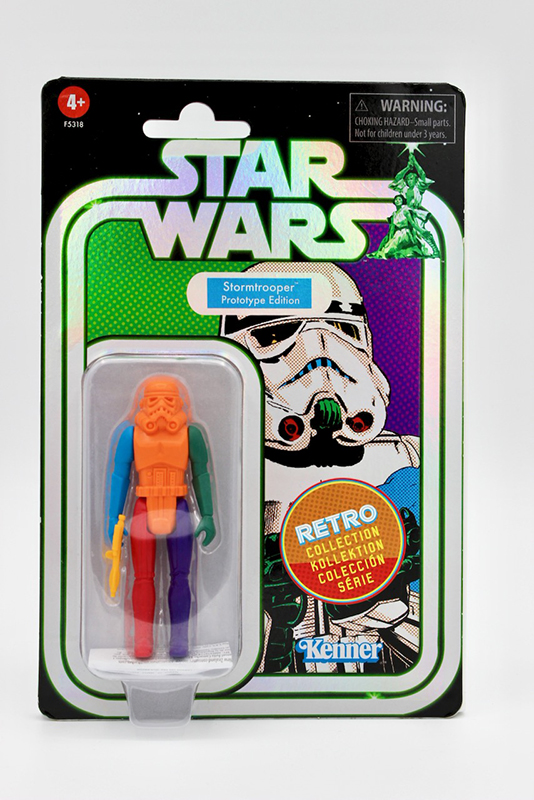 4+
F5318
⚠ WARNING:
CHOKING HAZARD–Small parts.
Not for children under 3 years.
STAR
WARS
Stormtrooper™
Prototype Edition
RETRO
COLLECTION
KOLLEKTION
COLECCIÓN
SÉRIE
Kenner